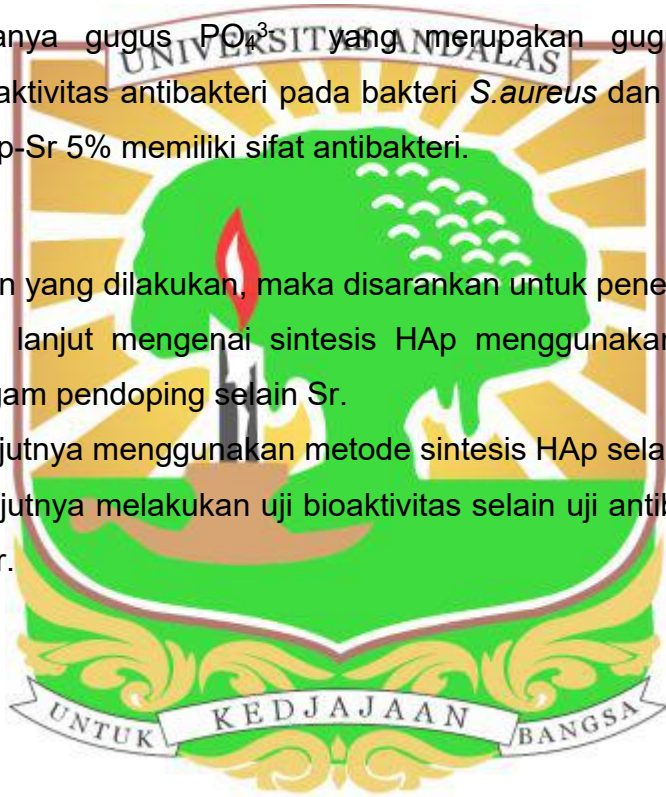 anya gugus PO₄³⁻ yang merupakan gugu
UNIVERSITAS ANDALAS
aktivitas antibakteri pada bakteri S.aureus dan
p-Sr 5% memiliki sifat antibakteri.
n yang dilakukan, maka disarankan untuk pene
lanjut mengenai sintesis HAp menggunakan
gam pendoping selain Sr.
jutnya menggunakan metode sintesis HAp sela
jutnya melakukan uji bioaktivitas selain uji antib
r.
UNTUK KEDJAJAAN BANGSA